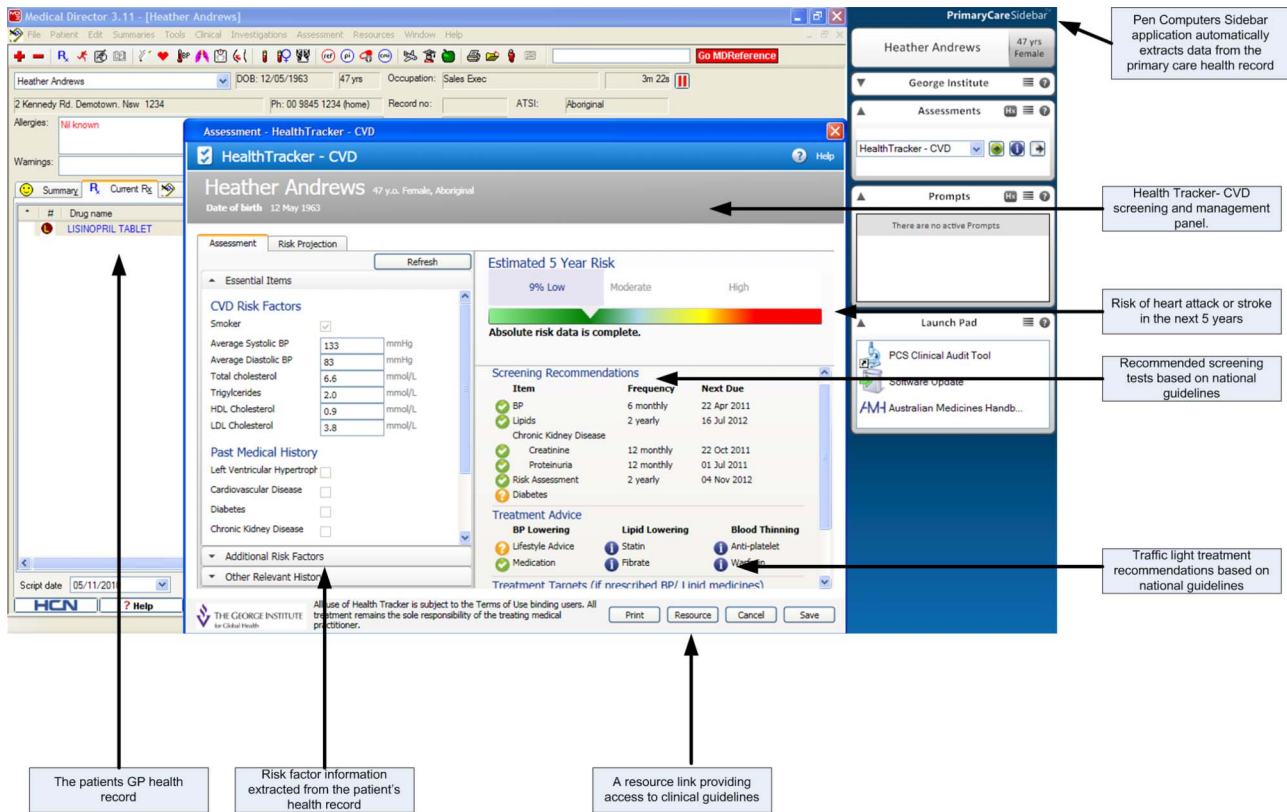 Medical Director 3.11 - [Heather Andrews]
File Patient Edit Summaries Tools Clinical Investigations Assessment Resources Window Help
Go MDReference
Heather Andrews DOB: 12/05/1963 47 yrs Occupation: Sales Exec 3m 22s
2 Kennedy Rd. Demotown. Nsw 1234 Ph: 00 9845 1234 (home) Record no: ATSI: Aboriginal
Allergies: Nil known
Warnings:
Summary Current Rx
* # Drug name
L LISINOPRIL TABLET
Script date 05/11/2010
HCN ? Help
Assessment - HealthTracker - CVD
HealthTracker - CVD
Help
Heather Andrews 47 y.o. Female, Aboriginal
Date of birth 12 May 1963
Assessment Risk Projection
Refresh
Essential Items
CVD Risk Factors
Smoker
Average Systolic BP 133 mmHg
Average Diastolic BP 83 mmHg
Total cholesterol 6.6 mmol/L
Trigylcerides 2.0 mmol/L
HDL Cholesterol 0.9 mmol/L
LDL Cholesterol 3.8 mmol/L
Past Medical History
Left Ventricular Hypertroph
Cardiovascular Disease
Diabetes
Chronic Kidney Disease
Additional Risk Factors
Other Relevant History
Estimated 5 Year Risk
9% Low Moderate High
Absolute risk data is complete.
Screening Recommendations
Item Frequency Next Due
BP 6 monthly 22 Apr 2011
Lipids 2 yearly 16 Jul 2012
Chronic Kidney Disease
Creatinine 12 monthly 22 Oct 2011
Proteinuria 12 monthly 01 Jul 2011
Risk Assessment 2 yearly 04 Nov 2012
Diabetes
Treatment Advice
BP Lowering Lipid Lowering Blood Thinning
Lifestyle Advice Statin Anti-platelet
Medication Fibrate Warfarin
Treatment Targets (if prescribed BP/ Lipid medicines)
THE GEORGE INSTITUTE
for Global Health
All use of Health Tracker is subject to the Terms of Use binding users. All
treatment remains the sole responsibility of the treating medical
practitioner.
Print Resource Cancel Save
PrimaryCareSidebar
Heather Andrews 47 yrs
Female
George Institute
Assessments
HealthTracker - CVD
Prompts
There are no active Prompts
Launch Pad
PCS Clinical Audit Tool
Software Update
AMH Australian Medicines Handb...
Pen Computers Sidebar
application automatically
extracts data from the
primary care health record
Health Tracker- CVD
screening and management
panel.
Risk of heart attack or stroke
in the next 5 years
Recommended screening
tests based on national
guidelines
Traffic light treatment
recommendations based on
national guidelines
The patients GP health
record
Risk factor information
extracted from the patient's
health record
A resource link providing
access to clinical guidelines